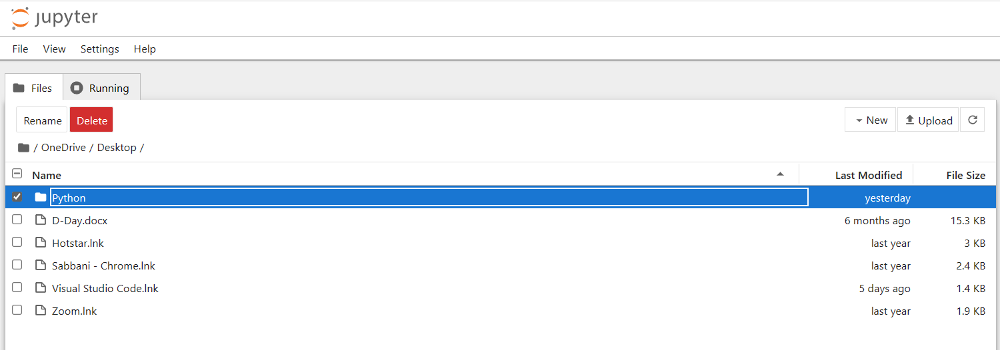 jupyter
File View Settings Help
Files Running
Rename Delete New Upload
/ OneDrive / Desktop /
Name Last Modified File Size
Python yesterday
D-Day.docx 6 months ago 15.3 KB
Hotstar.lnk last year 3 KB
Sabbani - Chrome.lnk last year 2.4 KB
Visual Studio Code.lnk 5 days ago 1.4 KB
Zoom.lnk last year 1.9 KB